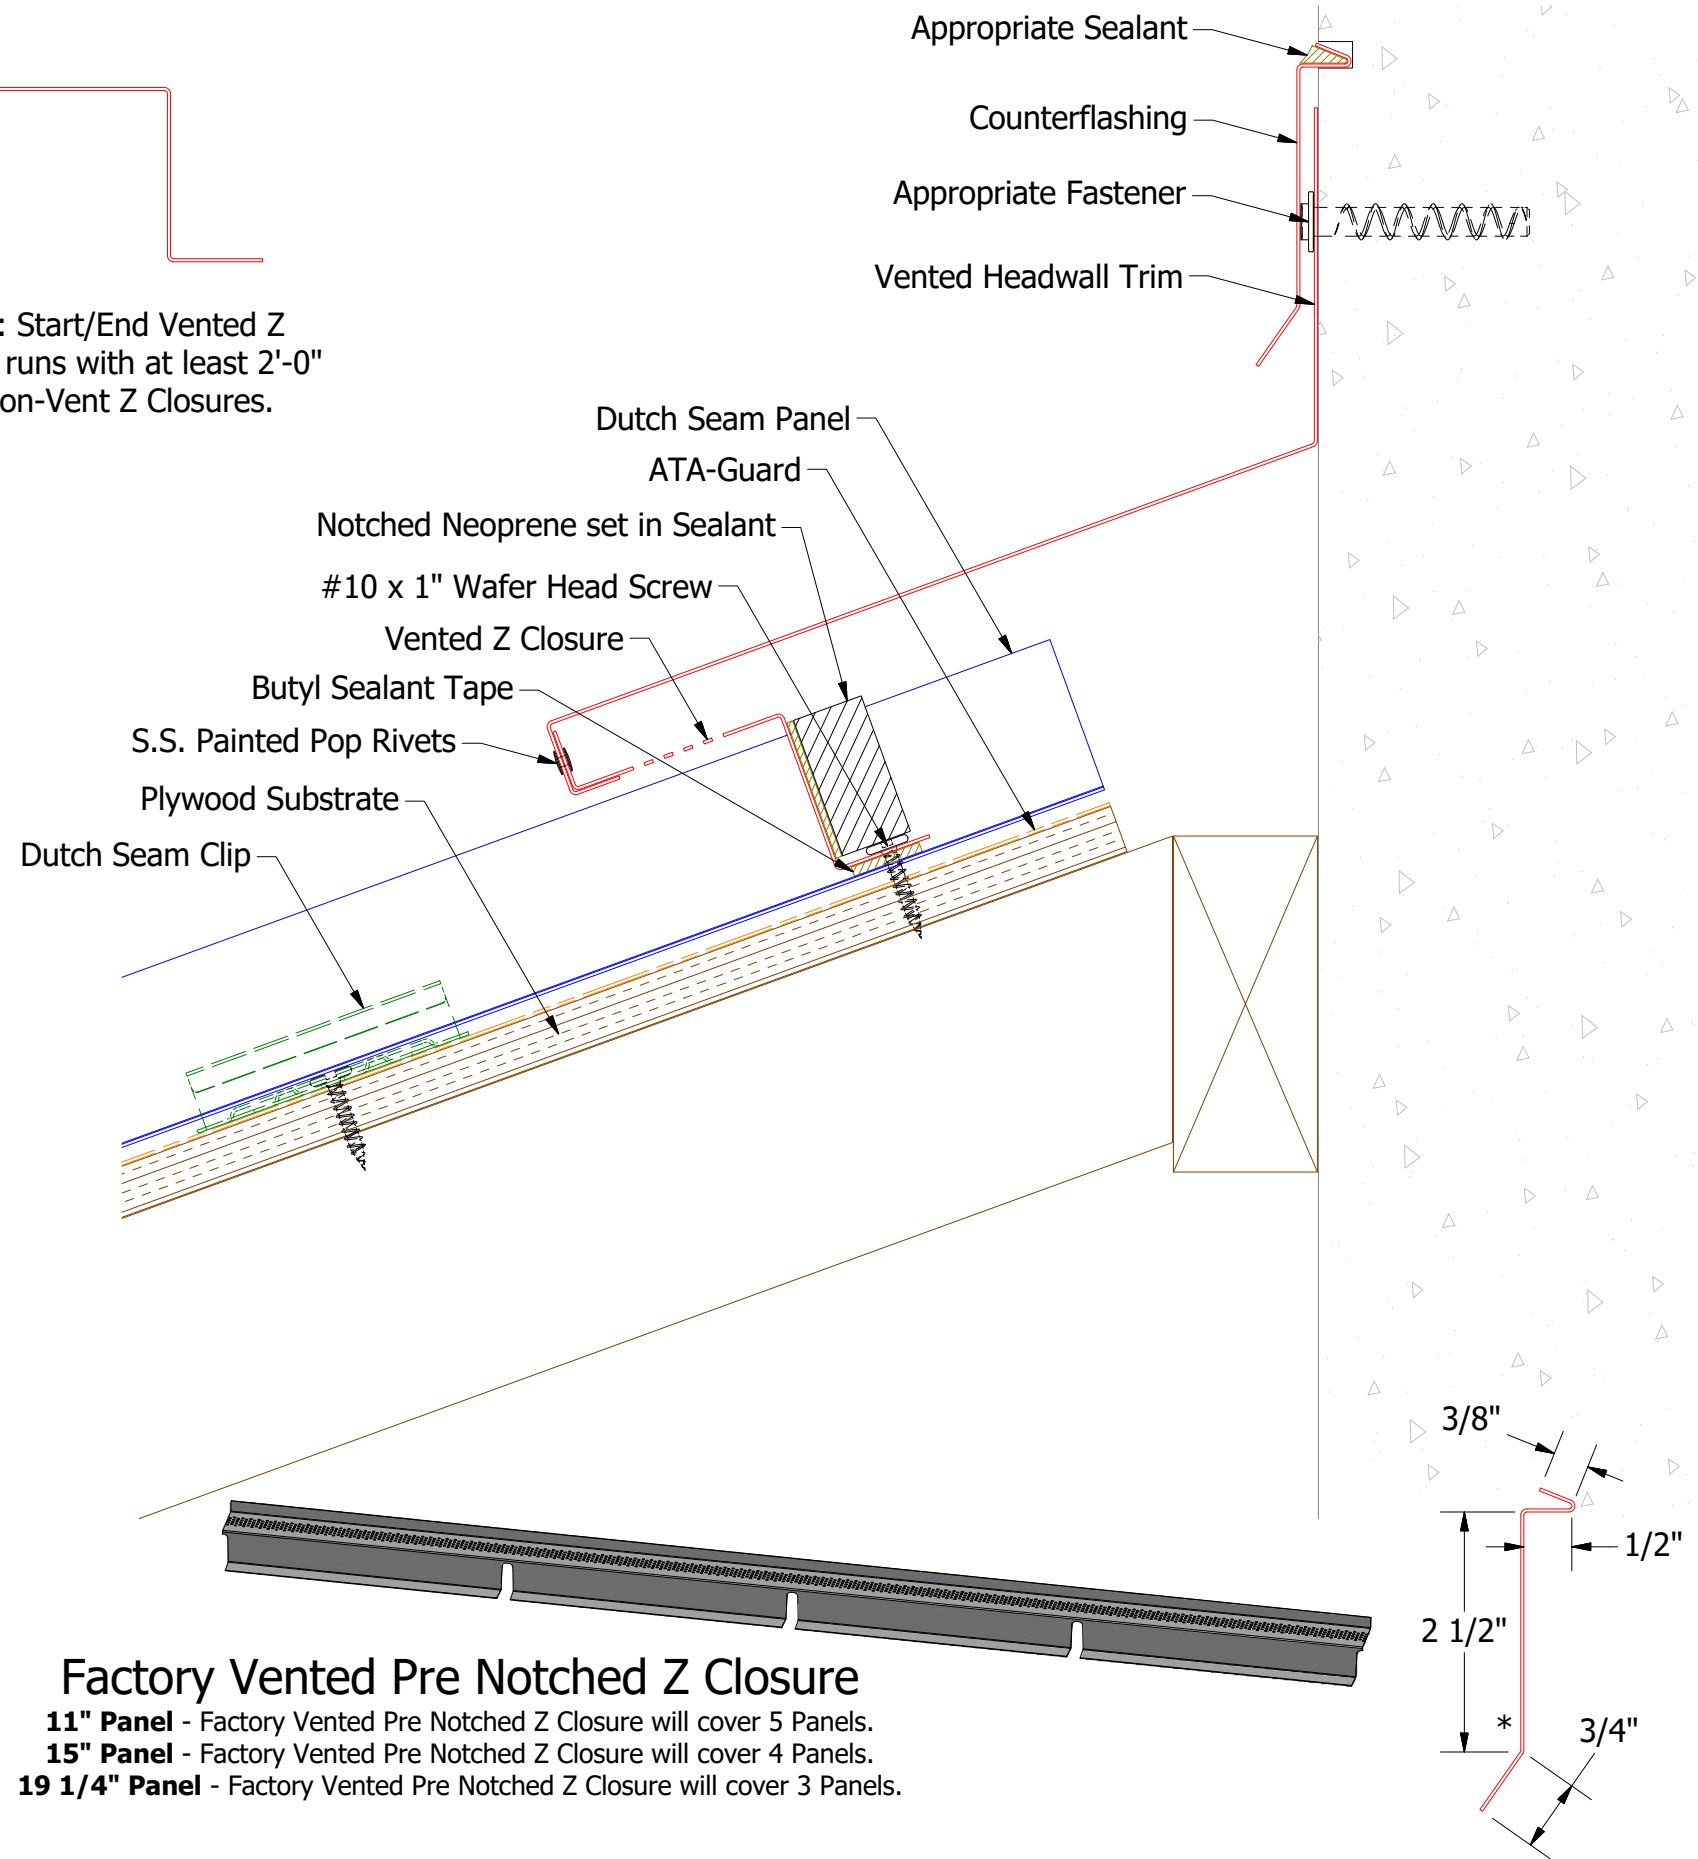 Appropriate Sealant
Counterflashing
Appropriate Fastener
Vented Headwall Trim
: Start/End Vented Z
runs with at least 2'-0"
on-Vent Z Closures.
Dutch Seam Panel
ATA-Guard
Notched Neoprene set in Sealant
#10 x 1" Wafer Head Screw
Vented Z Closure
Butyl Sealant Tape
S.S. Painted Pop Rivets
Plywood Substrate
Dutch Seam Clip
3/8"
1/2"
2 1/2"
*
3/4"
Factory Vented Pre Notched Z Closure
11" Panel - Factory Vented Pre Notched Z Closure will cover 5 Panels.
15" Panel - Factory Vented Pre Notched Z Closure will cover 4 Panels.
19 1/4" Panel - Factory Vented Pre Notched Z Closure will cover 3 Panels.